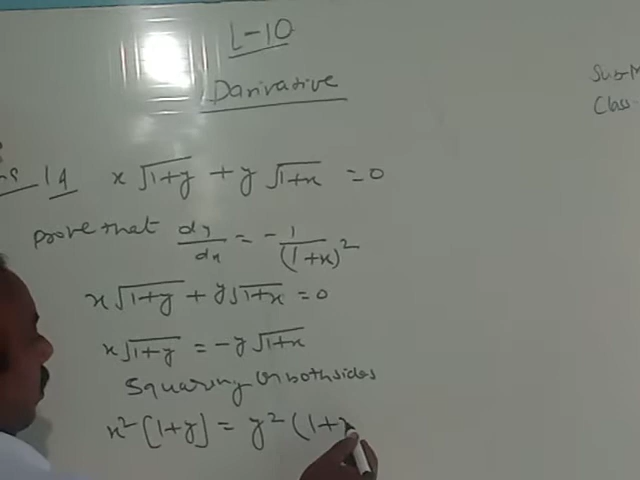 L-10
Darivative
Sub-M
Class-
14 x √1+y + y √1+x = 0
prove that dy/dx = - 1/(1+x)²
x√1+y + y√1+x = 0
x√1+y = -y√1+x
Squaring on both sides
x² [1+y] = y² (1+x